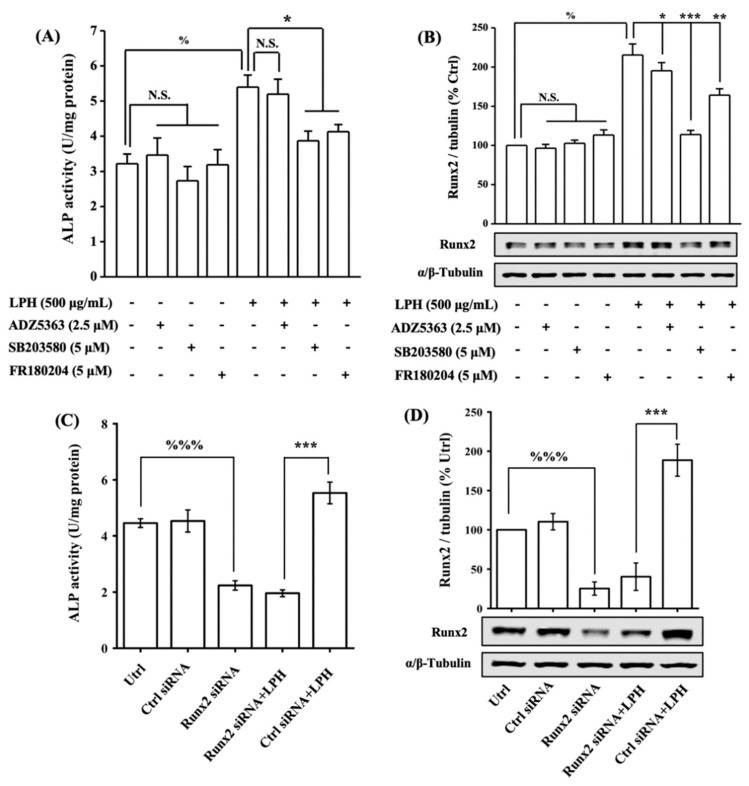 (A)
ALP activity (U/mg protein)
7
6
5
4
3
2
1
0
%
N.S.
N.S.
*
LPH (500 μg/mL) - - - - + + + +
ADZ5363 (2.5 μM) - + - - - + - -
SB203580 (5 μM) - - + - - - + -
FR180204 (5 μM) - - - + - - - +
(B)
Runx2 / tubulin (% Ctrl)
250
200
150
100
50
0
%
N.S.
* *** **
Runx2
α/β-Tubulin
LPH (500 μg/mL) - - - - + + + +
ADZ5363 (2.5 μM) - + - - - + - -
SB203580 (5 μM) - - + - - - + -
FR180204 (5 μM) - - - + - - - +
(C)
ALP activity (U/mg protein)
8
6
4
2
0
%%%
***
Utrl
Ctrl siRNA
Runx2 siRNA
Runx2 siRNA+LPH
Ctrl siRNA+LPH
(D)
Runx2 / tubulin (% Utrl)
250
200
150
100
50
0
%%%
***
Runx2
α/β-Tubulin
Utrl
Ctrl siRNA
Runx2 siRNA
Runx2 siRNA+LPH
Ctrl siRNA+LPH